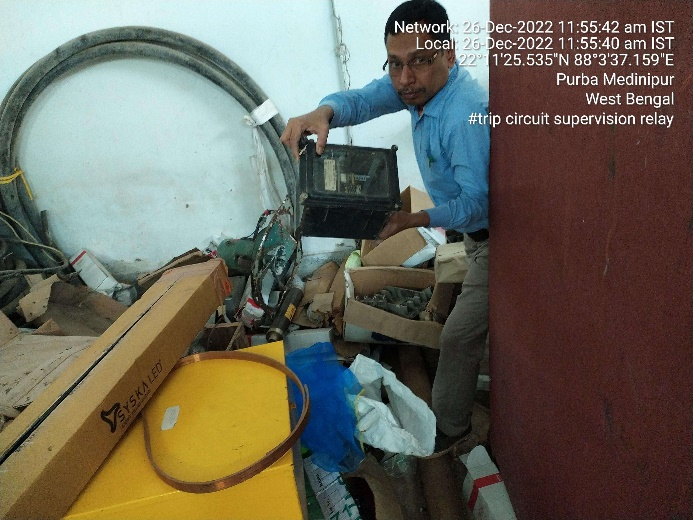 Network: 26-Dec-2022 11:55:42 am IST
Local: 26-Dec-2022 11:55:40 am IST
22°11'25.535"N 88°3'37.159"E
Purba Medinipur
West Bengal
#trip circuit supervision relay
SYSKA LED